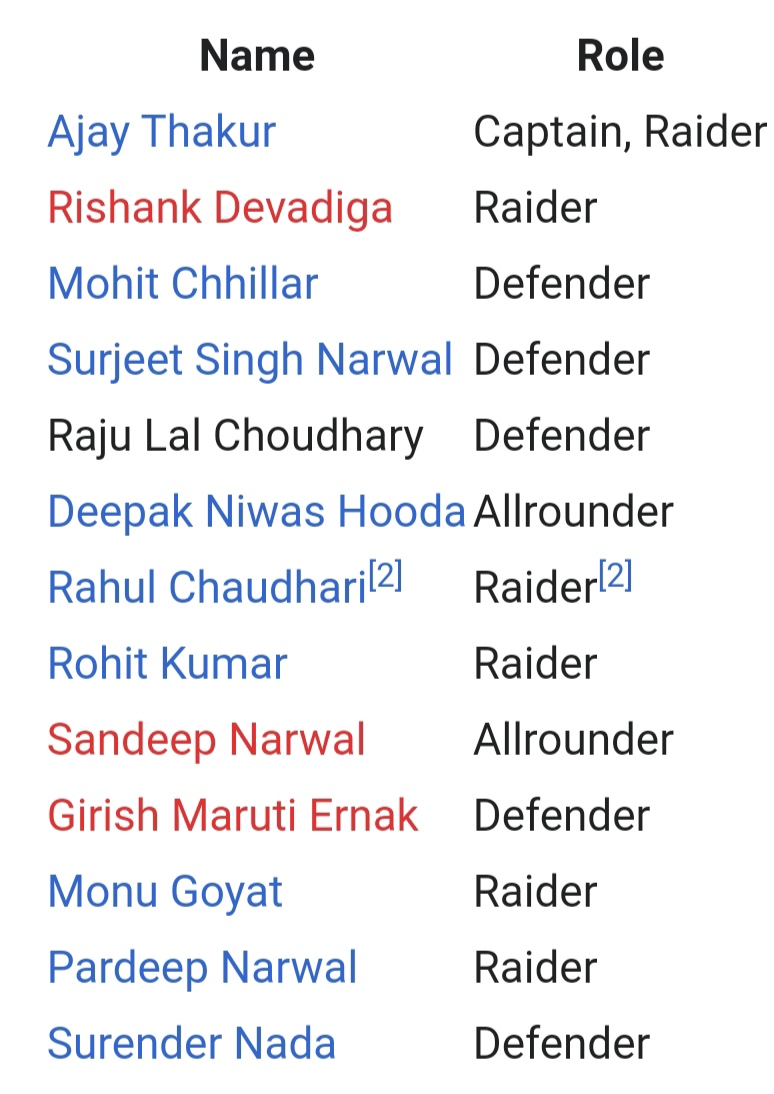 Name Role
Ajay Thakur Captain, Raider
Rishank Devadiga Raider
Mohit Chhillar Defender
Surjeet Singh Narwal Defender
Raju Lal Choudhary Defender
Deepak Niwas Hooda Allrounder
Rahul Chaudhari[2] Raider[2]
Rohit Kumar Raider
Sandeep Narwal Allrounder
Girish Maruti Ernak Defender
Monu Goyat Raider
Pardeep Narwal Raider
Surender Nada Defender